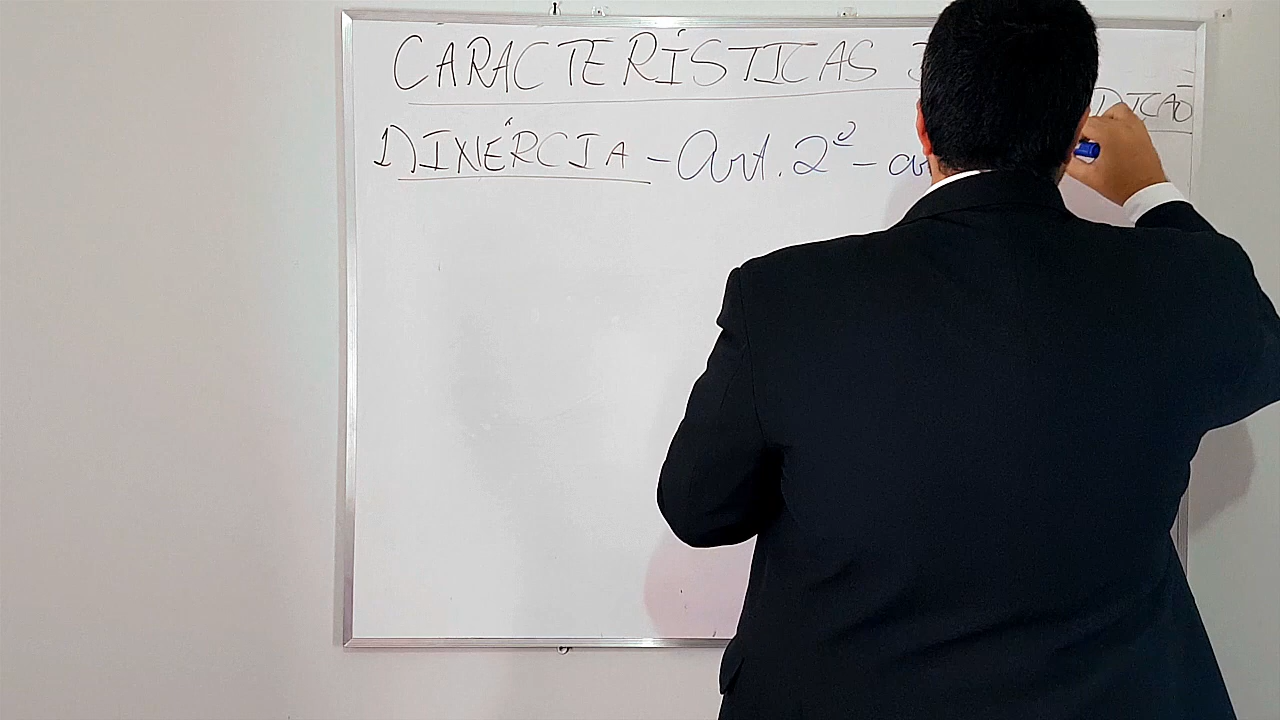 CARACTERÍSTICAS
1) INÉRCIA - Art. 2º -